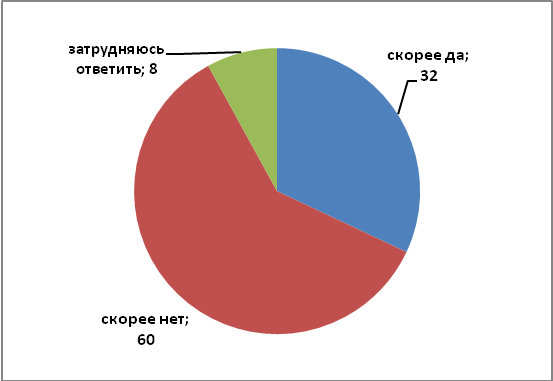 затрудняюсь
ответить; 8
скорее да;
32
скорее нет;
60